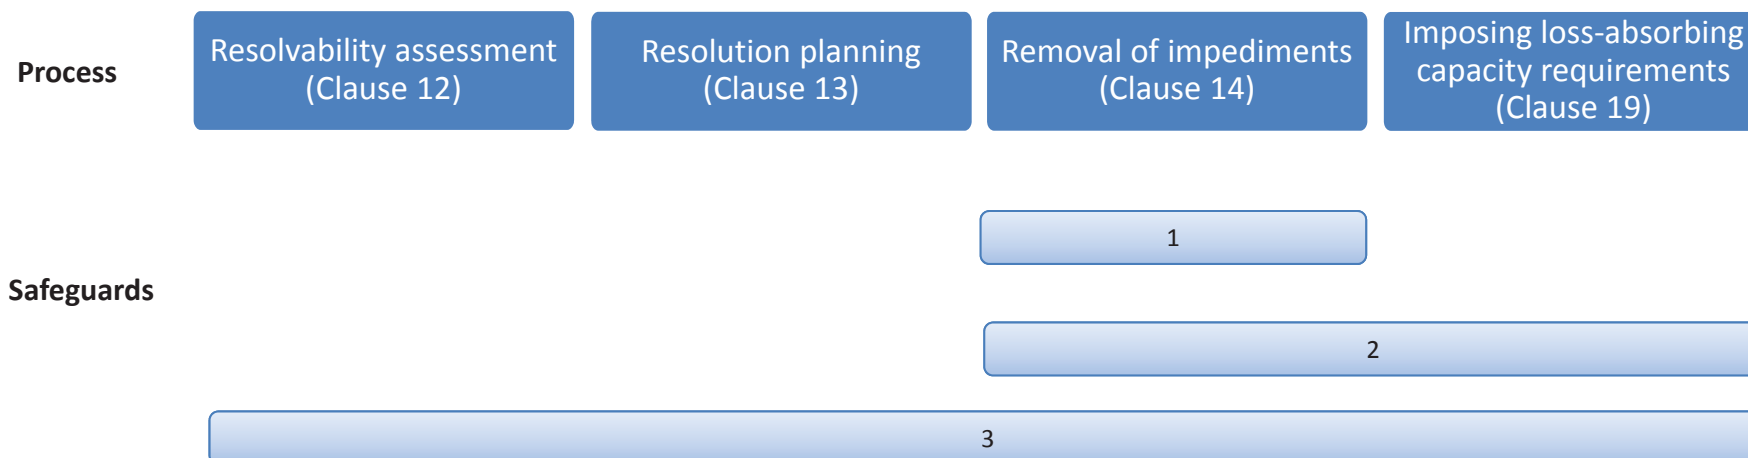 Process
Resolvability assessment
(Clause 12)
Resolution planning
(Clause 13)
Removal of impediments
(Clause 14)
Imposing loss-absorbing
capacity requirements
(Clause 19)
Safeguards
1
2
3